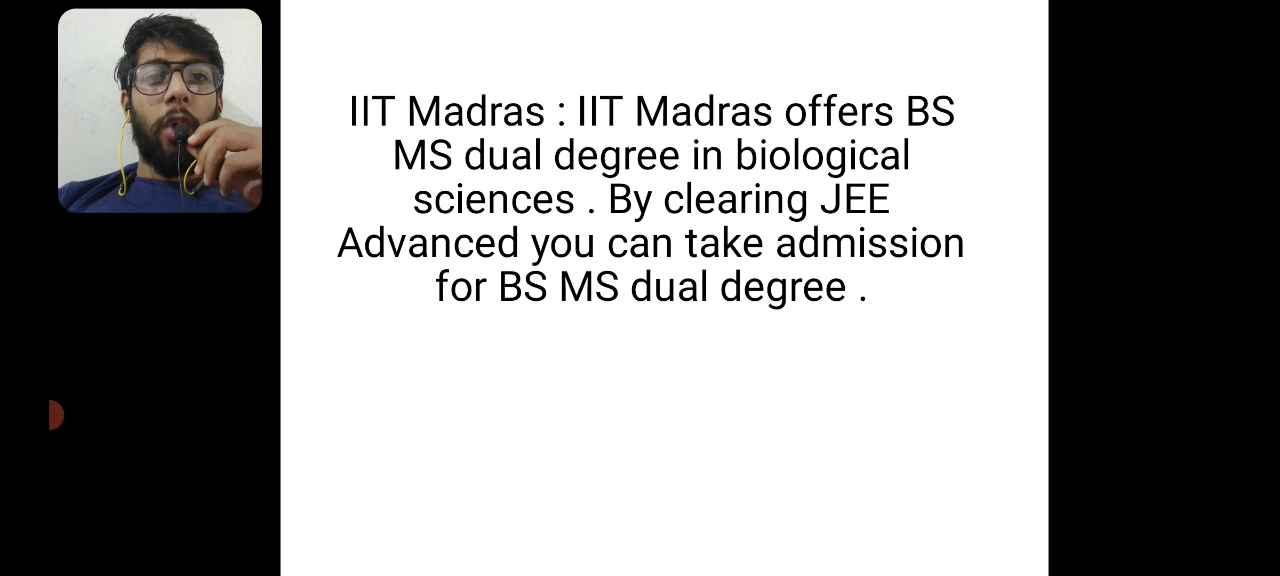 IIT Madras : IIT Madras offers BS
MS dual degree in biological
sciences . By clearing JEE
Advanced you can take admission
for BS MS dual degree .